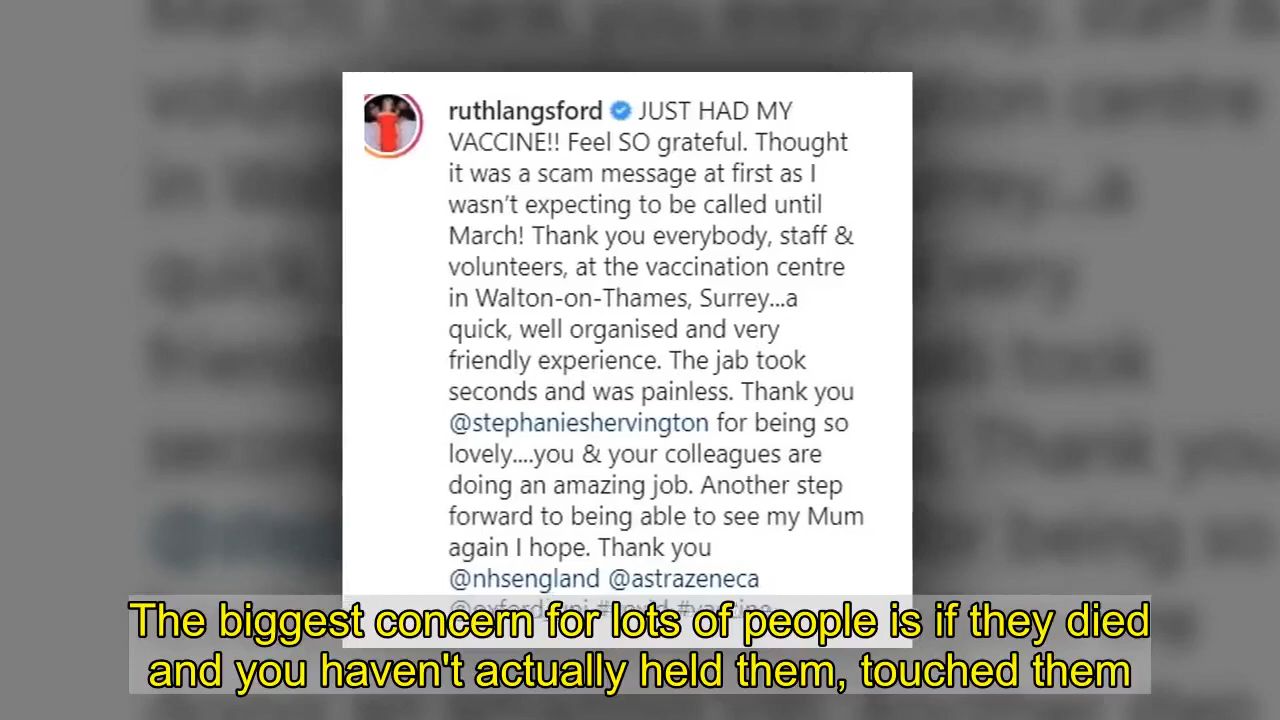 ruthlangsford JUST HAD MY
VACCINE!! Feel SO grateful. Thought
it was a scam message at first as I
wasn't expecting to be called until
March! Thank you everybody, staff &
volunteers, at the vaccination centre
in Walton-on-Thames, Surrey...a
quick, well organised and very
friendly experience. The jab took
seconds and was painless. Thank you
@stephanieshervington for being so
lovely....you & your colleagues are
doing an amazing job. Another step
forward to being able to see my Mum
again I hope. Thank you
@nhsengland @astrazeneca
#covid #vaccine
The biggest concern for lots of people is if they died
and you haven't actually held them, touched them